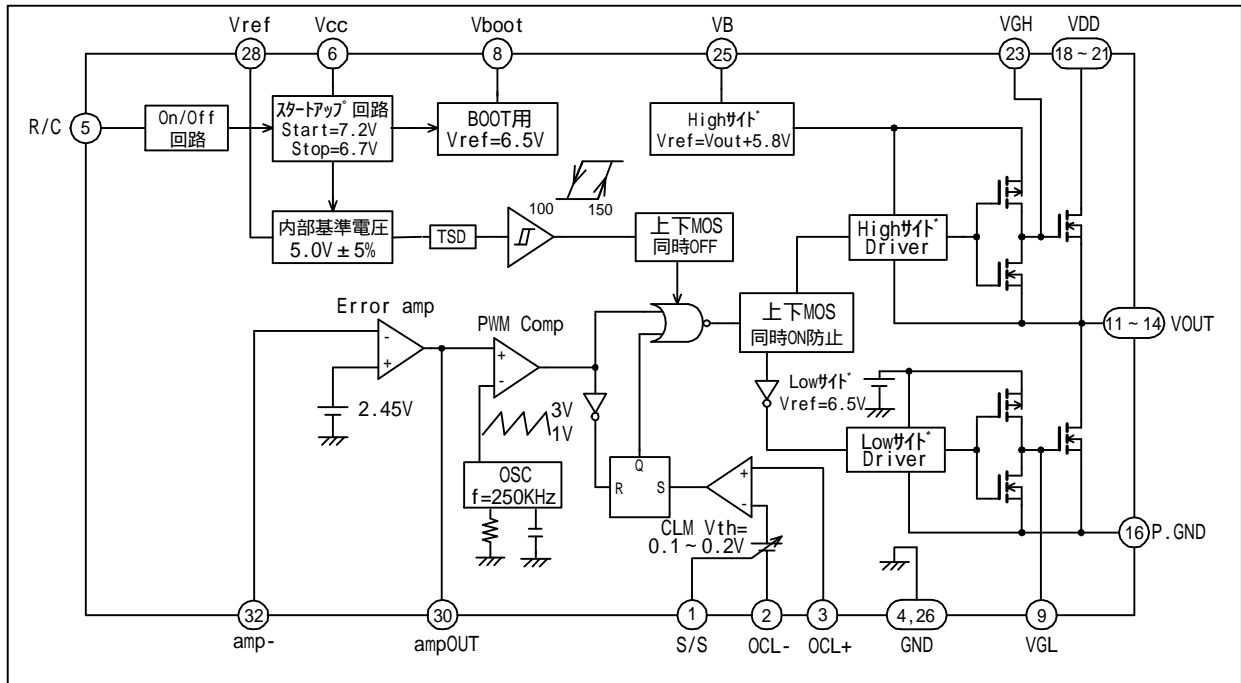 Vref
Vcc
Vboot
VB
VGH
VDD
28
6
8
25
23
18～21
R/C
5
On/Off
回路
スタートアップ回路
Start=7.2V
Stop=6.7V
BOOT用
Vref=6.5V
Highサイド
Vref=Vout+5.8V
100
150
内部基準電圧
5.0V±5%
TSD
上下MOS
同時OFF
Highサイド
Driver
Error amp
PWM Comp
上下MOS
同時ON防止
11～14
VOUT
-
+
+
-
2.45V
3V
1V
Lowサイド
Vref=6.5V
OSC
f=250KHz
Q
R
S
+
-
Lowサイド
Driver
CLM Vth=
0.1～0.2V
16
P.GND
32
30
1
2
3
4,26
9
amp-
ampOUT
S/S
OCL-
OCL+
GND
VGL